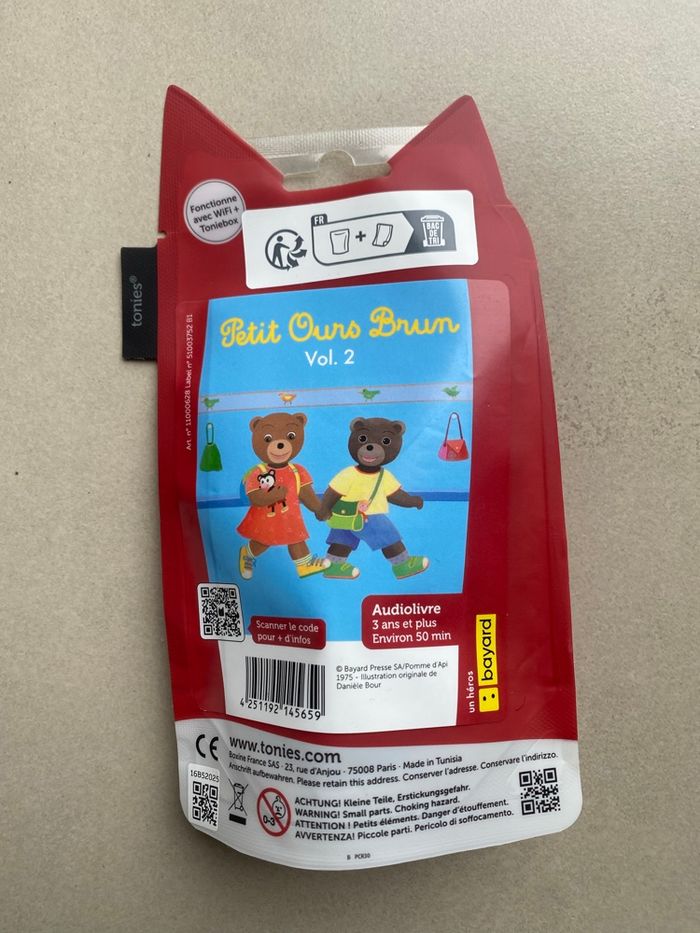 Fonctionne
avec WiFi +
Toniebox
FR
+
BAC
DE
TRI
tonies®
Art. n° 11000628 Label n° 51003752 B1
Petit Ours Brun
Vol. 2
Scanner le code
pour + d'infos
Audiolivre
3 ans et plus
Environ 50 min
© Bayard Presse SA/Pomme d'Api
1975 - Illustration originale de
Danièle Bour
4 251192 145659
un héros
bayard
CE
www.tonies.com
Boxine France SAS · 23, rue d'Anjou · 75008 Paris · Made in Tunisia
Anschrift aufbewahren. Please retain this address. Conserver l'adresse. Conservare l'indirizzo.
16B52025
0-3
ACHTUNG! Kleine Teile, Erstickungsgefahr.
WARNING! Small parts. Choking hazard.
ATTENTION ! Petits éléments. Danger d'étouffement.
AVVERTENZA! Piccole parti. Pericolo di soffocamento.
B PCR30